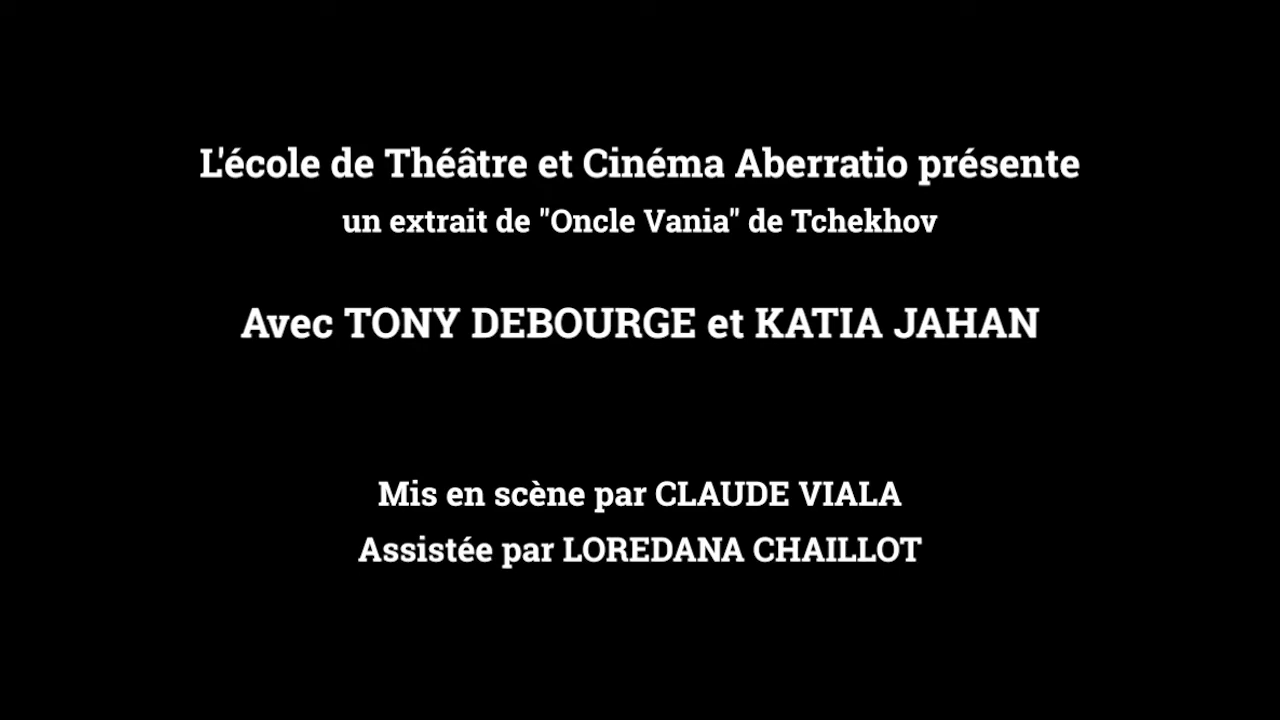 L'école de Théâtre et Cinéma Aberratio présente
un extrait de "Oncle Vania" de Tchekhov
Avec TONY DEBOURGE et KATIA JAHAN
Mis en scène par CLAUDE VIALA
Assistée par LOREDANA CHAILLOT